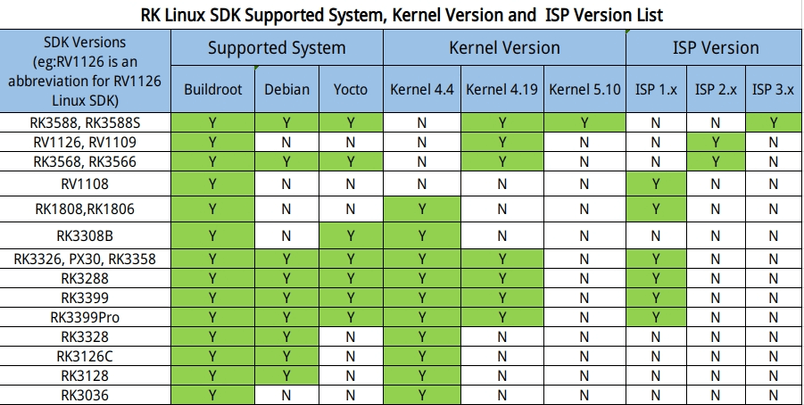 RK Linux SDK Supported System, Kernel Version and ISP Version List
SDK Versions
(eg:RV1126 is an
abbreviation for RV1126
Linux SDK)
Supported System Kernel Version ISP Version
Buildroot Debian Yocto Kernel 4.4 Kernel 4.19 Kernel 5.10 ISP 1.x ISP 2.x ISP 3.x
RK3588, RK3588S Y Y Y N Y Y N N Y
RV1126, RV1109 Y N N N Y N N Y N
RK3568, RK3566 Y Y Y N Y N N Y N
RV1108 Y N N N N N Y N N
RK1808,RK1806 Y N N Y N N Y N N
RK3308B Y N Y Y N N N N N
RK3326, PX30, RK3358 Y Y Y Y Y N Y N N
RK3288 Y Y Y Y Y N Y N N
RK3399 Y Y Y Y Y N Y N N
RK3399Pro Y Y Y Y Y N Y N N
RK3328 Y Y N Y N N N N N
RK3126C Y Y N Y N N N N N
RK3128 Y Y N Y N N N N N
RK3036 Y N N Y N N N N N